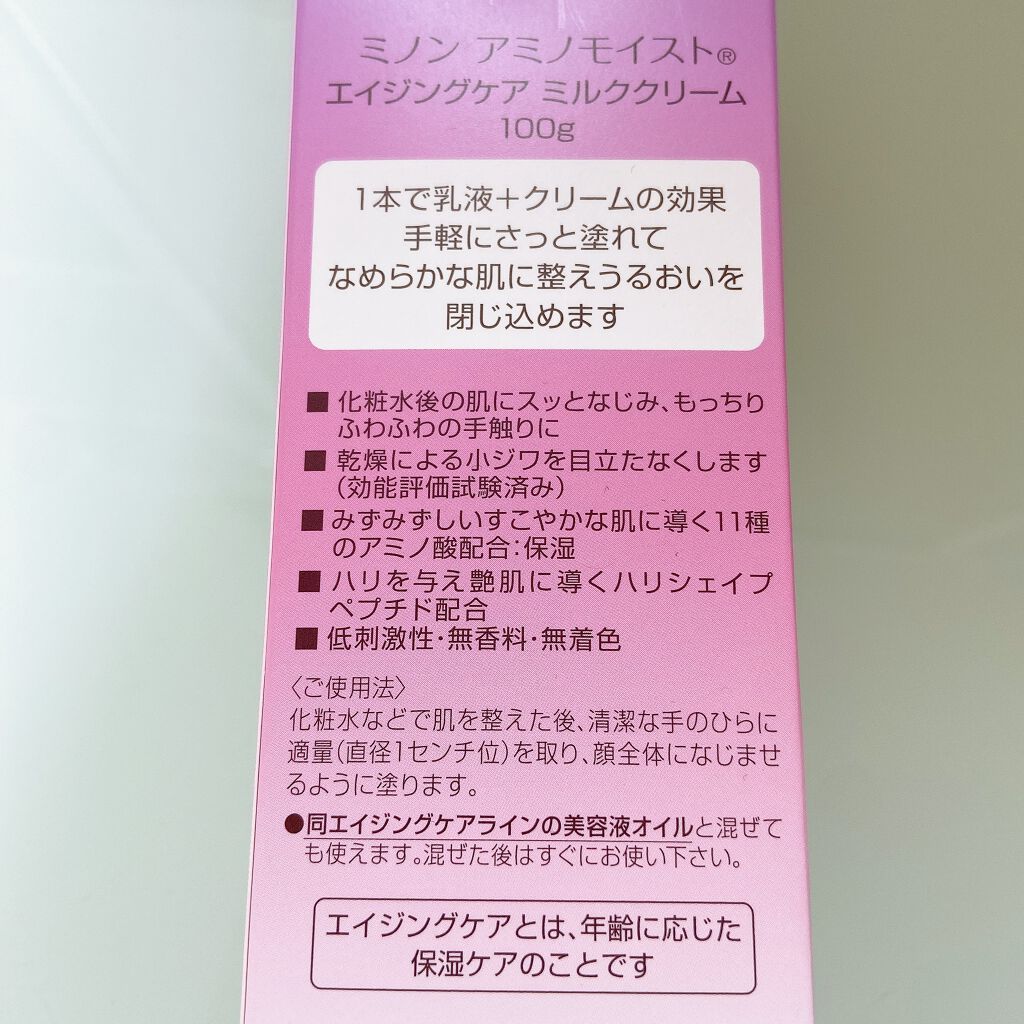 ミノン アミノモイスト®
エイジングケア ミルククリーム
100g
1本で乳液+クリームの効果
手軽にさっと塗れて
なめらかな肌に整えうるおいを
閉じ込めます
■ 化粧水後の肌にスッとなじみ、もっちり
ふわふわの手触りに
■ 乾燥による小ジワを目立たなくします
(効能評価試験済み)
■ みずみずしいすこやかな肌に導く11種
のアミノ酸配合:保湿
■ ハリを与え艶肌に導くハリシェイプ
ペプチド配合
■ 低刺激性・無香料・無着色
〈ご使用法〉
化粧水などで肌を整えた後、清潔な手のひらに
適量(直径1センチ位)を取り、顔全体になじませ
るように塗ります。
●同エイジングケアラインの美容液オイルと混ぜて
も使えます。混ぜた後はすぐにお使い下さい。
エイジングケアとは、年齢に応じた
保湿ケアのことです